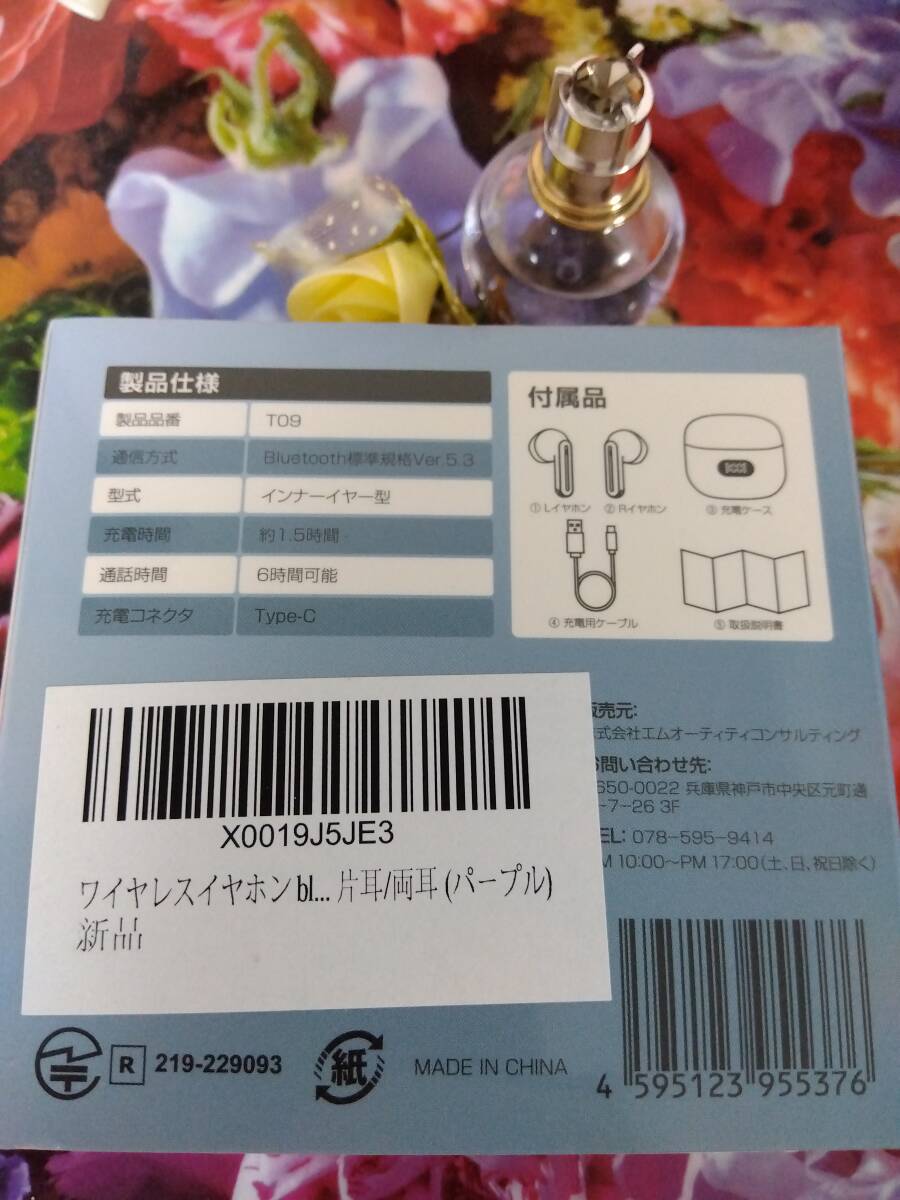 製品仕様
製品品番 T09
通信方式 Bluetooth標準規格Ver.5.3
型式 インナーイヤー型
充電時間 約1.5時間
通話時間 6時間可能
充電コネクタ Type-C
付属品
① Lイヤホン ② Rイヤホン ③ 充電ケース
④ 充電用ケーブル ⑤ 取扱説明書
販売元:
式会社エムオーティティコンサルティング
お問い合わせ先:
650-0022 兵庫県神戸市中央区元町通
-7-26 3F
EL: 078-595-9414
M 10:00~PM 17:00(土、日、祝日除く)
X0019J5JE3
ワイヤレスイヤホン bl... 片耳/両耳 (パープル)
新品
R 219-229093
紙
MADE IN CHINA
4 595123 955376